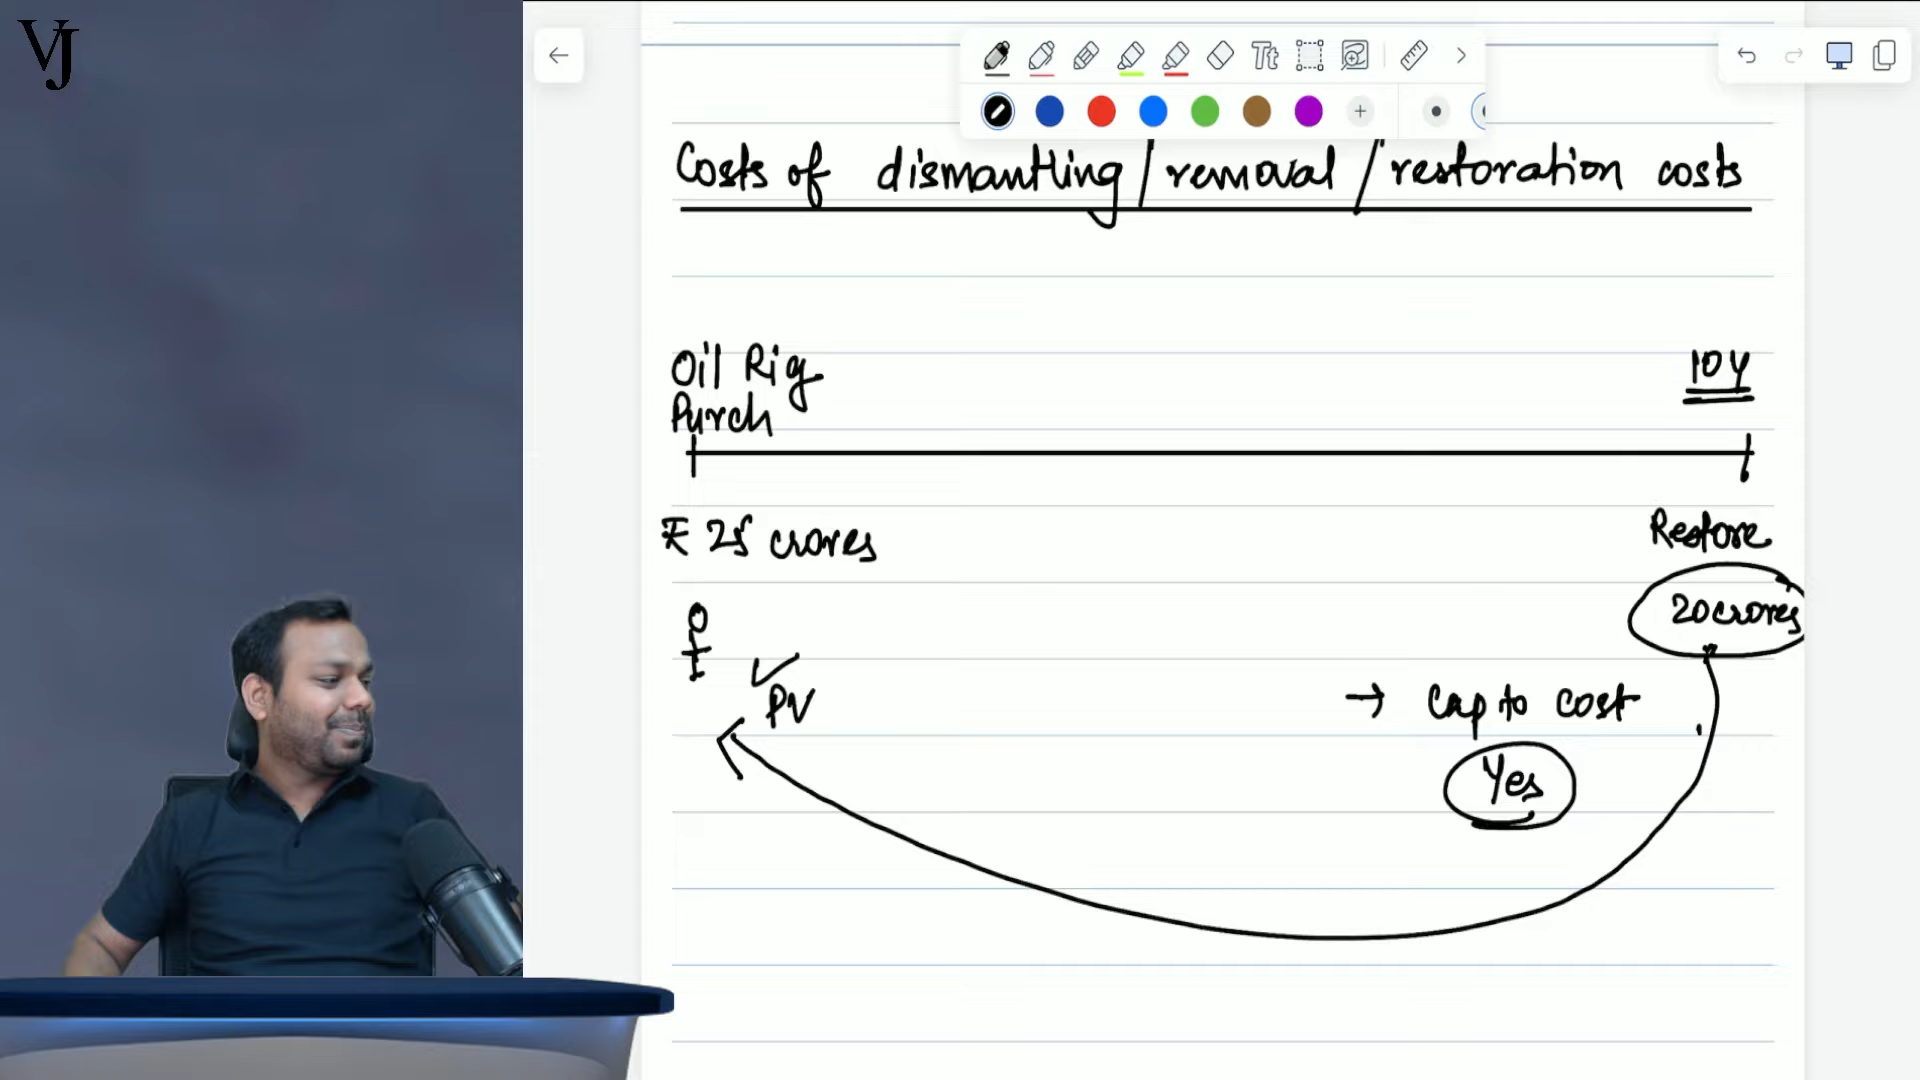 VJ
Tt
Costs of dismantling / removal / restoration costs
Oil Rig
Purch
10Y
₹ 25 crores
Restore
20 crores
PV
→ Cap to cost
Yes